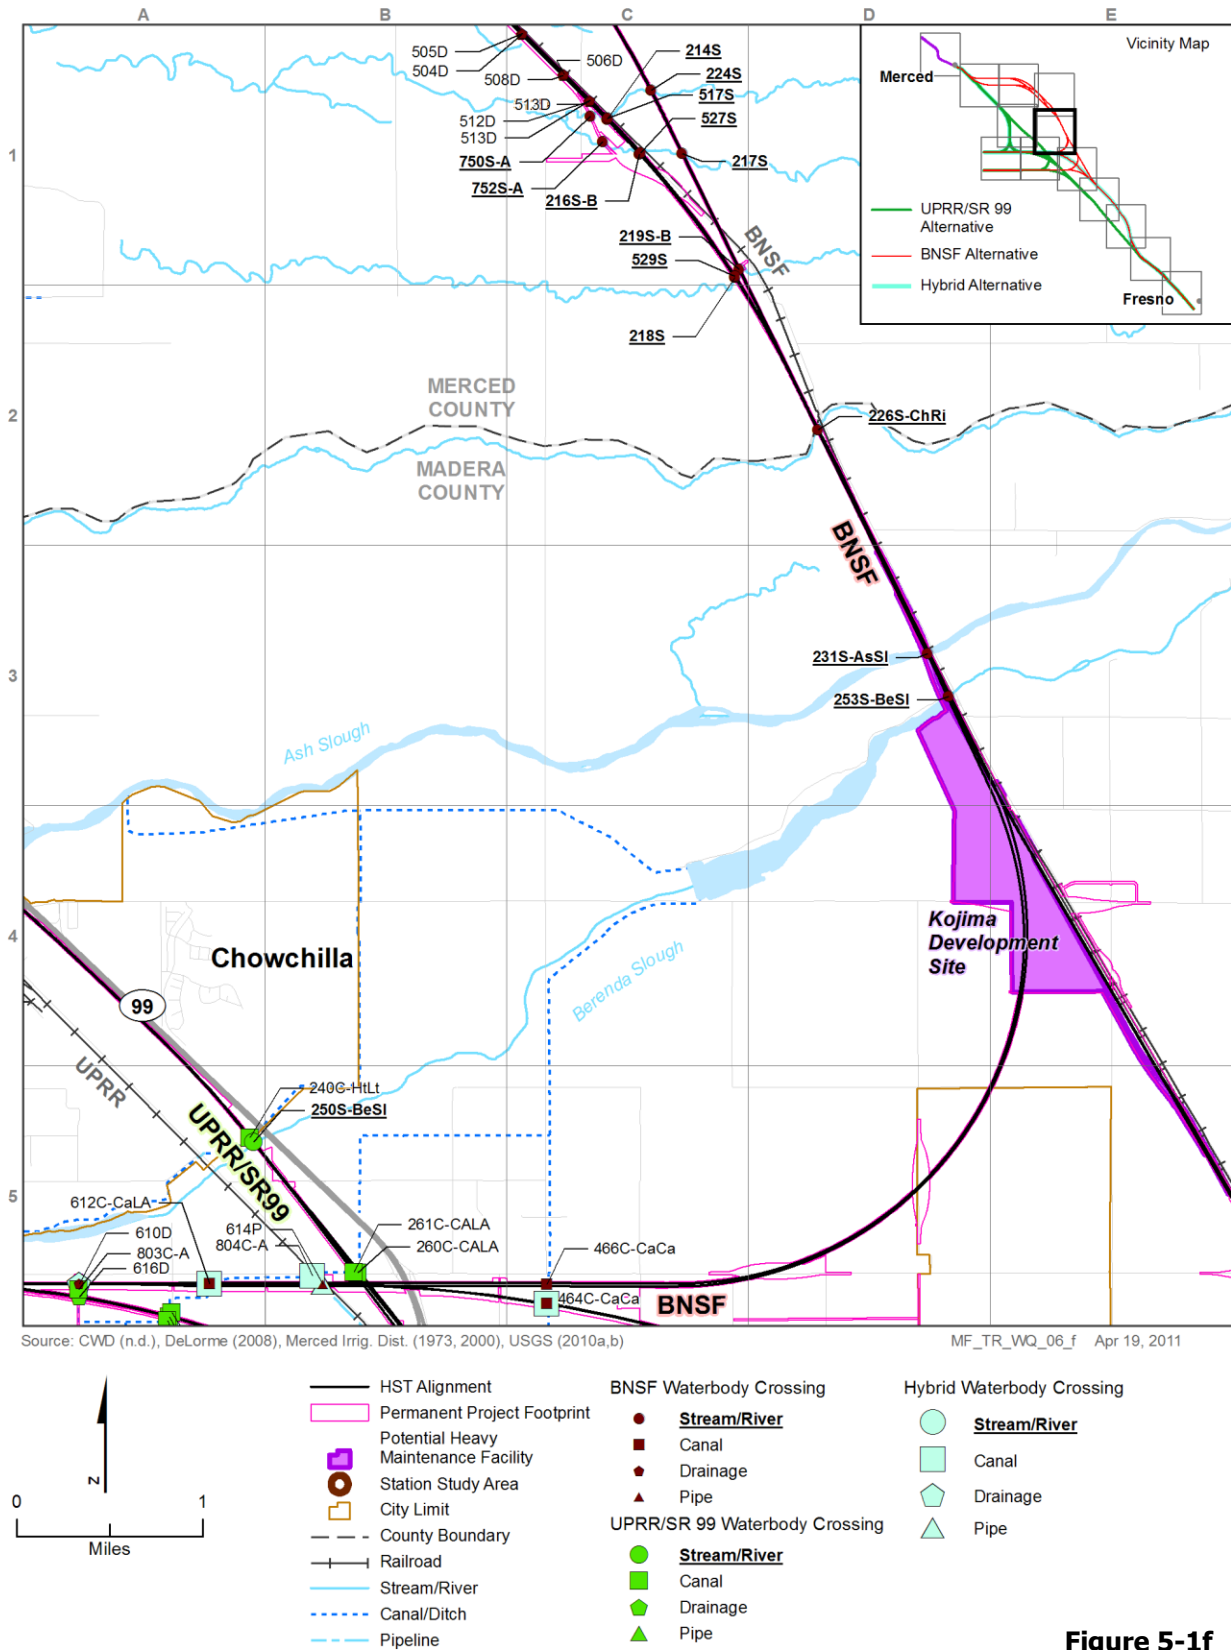 A B C D E
Vicinity Map
Merced
UPRR/SR 99
Alternative
BNSF Alternative
Hybrid Alternative
Fresno
505D
504D
506D
508D
513D
512D
513D
750S-A
752S-A
216S-B
214S
224S
517S
527S
217S
1
BNSF
219S-B
529S
218S
MERCED
COUNTY
2
226S-ChRi
MADERA
COUNTY
BNSF
231S-AsSl
3
253S-BeSl
Ash Slough
Kojima
Development
Site
4
Chowchilla
Berenda Slough
99
UPRR
240C-HtLt
250S-BeSl
UPRR/SR99
5
612C-CaLA
610D
803C-A
616D
614P
804C-A
261C-CALA
260C-CALA
466C-CaCa
464C-CaCa
BNSF
Source: CWD (n.d.), DeLorme (2008), Merced Irrig. Dist. (1973, 2000), USGS (2010a,b)
MF_TR_WQ_06_f Apr 19, 2011
Z
0 1
Miles
HST Alignment
Permanent Project Footprint
Potential Heavy
Maintenance Facility
Station Study Area
City Limit
County Boundary
Railroad
Stream/River
Canal/Ditch
Pipeline
BNSF Waterbody Crossing
Stream/River
Canal
Drainage
Pipe
UPRR/SR 99 Waterbody Crossing
Stream/River
Canal
Drainage
Pipe
Hybrid Waterbody Crossing
Stream/River
Canal
Drainage
Pipe
Figure 5-1f